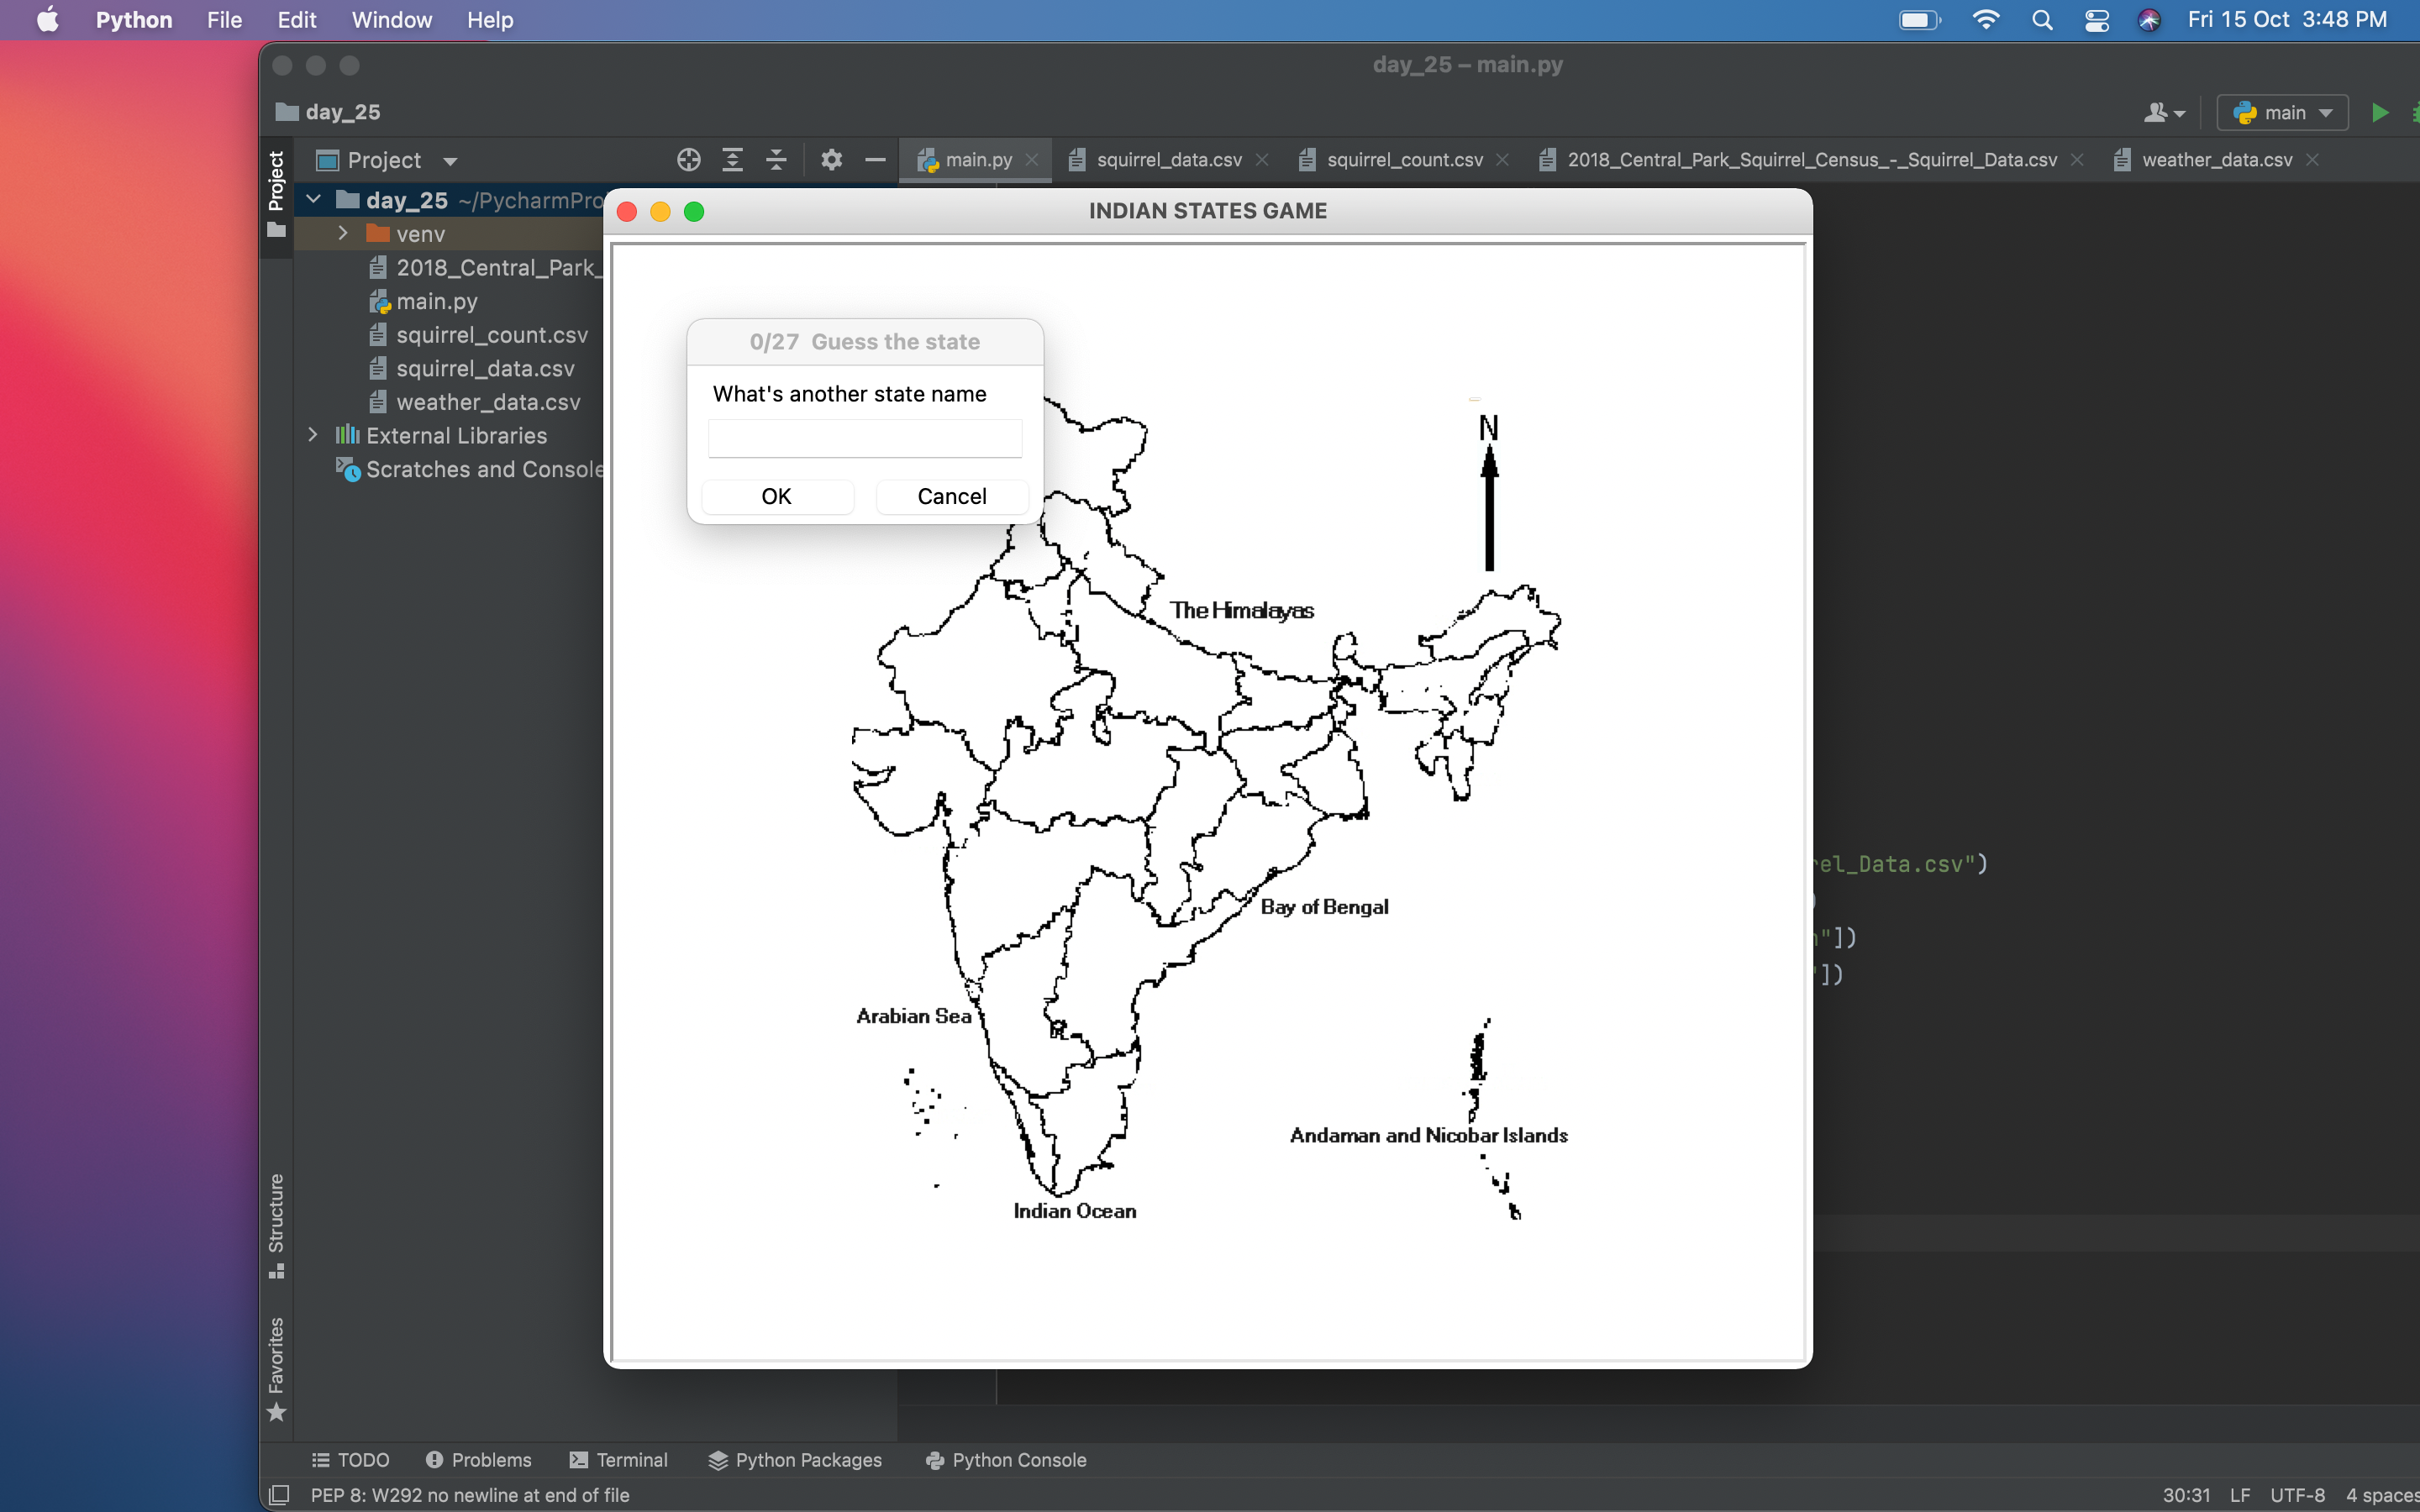 Python File Edit Window Help Fri 15 Oct 3:48 PM
day_25 – main.py
day_25 main
Project
Project
main.py squirrel_data.csv squirrel_count.csv 2018_Central_Park_Squirrel_Census_-_Squirrel_Data.csv weather_data.csv
day_25 ~/PycharmPro
venv
2018_Central_Park_
main.py
squirrel_count.csv
squirrel_data.csv
weather_data.csv
External Libraries
Scratches and Console
INDIAN STATES GAME
0/27 Guess the state
What's another state name
OK Cancel
N
The Himalayas
Bay of Bengal
Arabian Sea
Andaman and Nicobar Islands
Indian Ocean
rel_Data.csv")
"])
"])
Structure
Favorites
TODO Problems Terminal Python Packages Python Console
PEP 8: W292 no newline at end of file 30:31 LF UTF-8 4 spaces